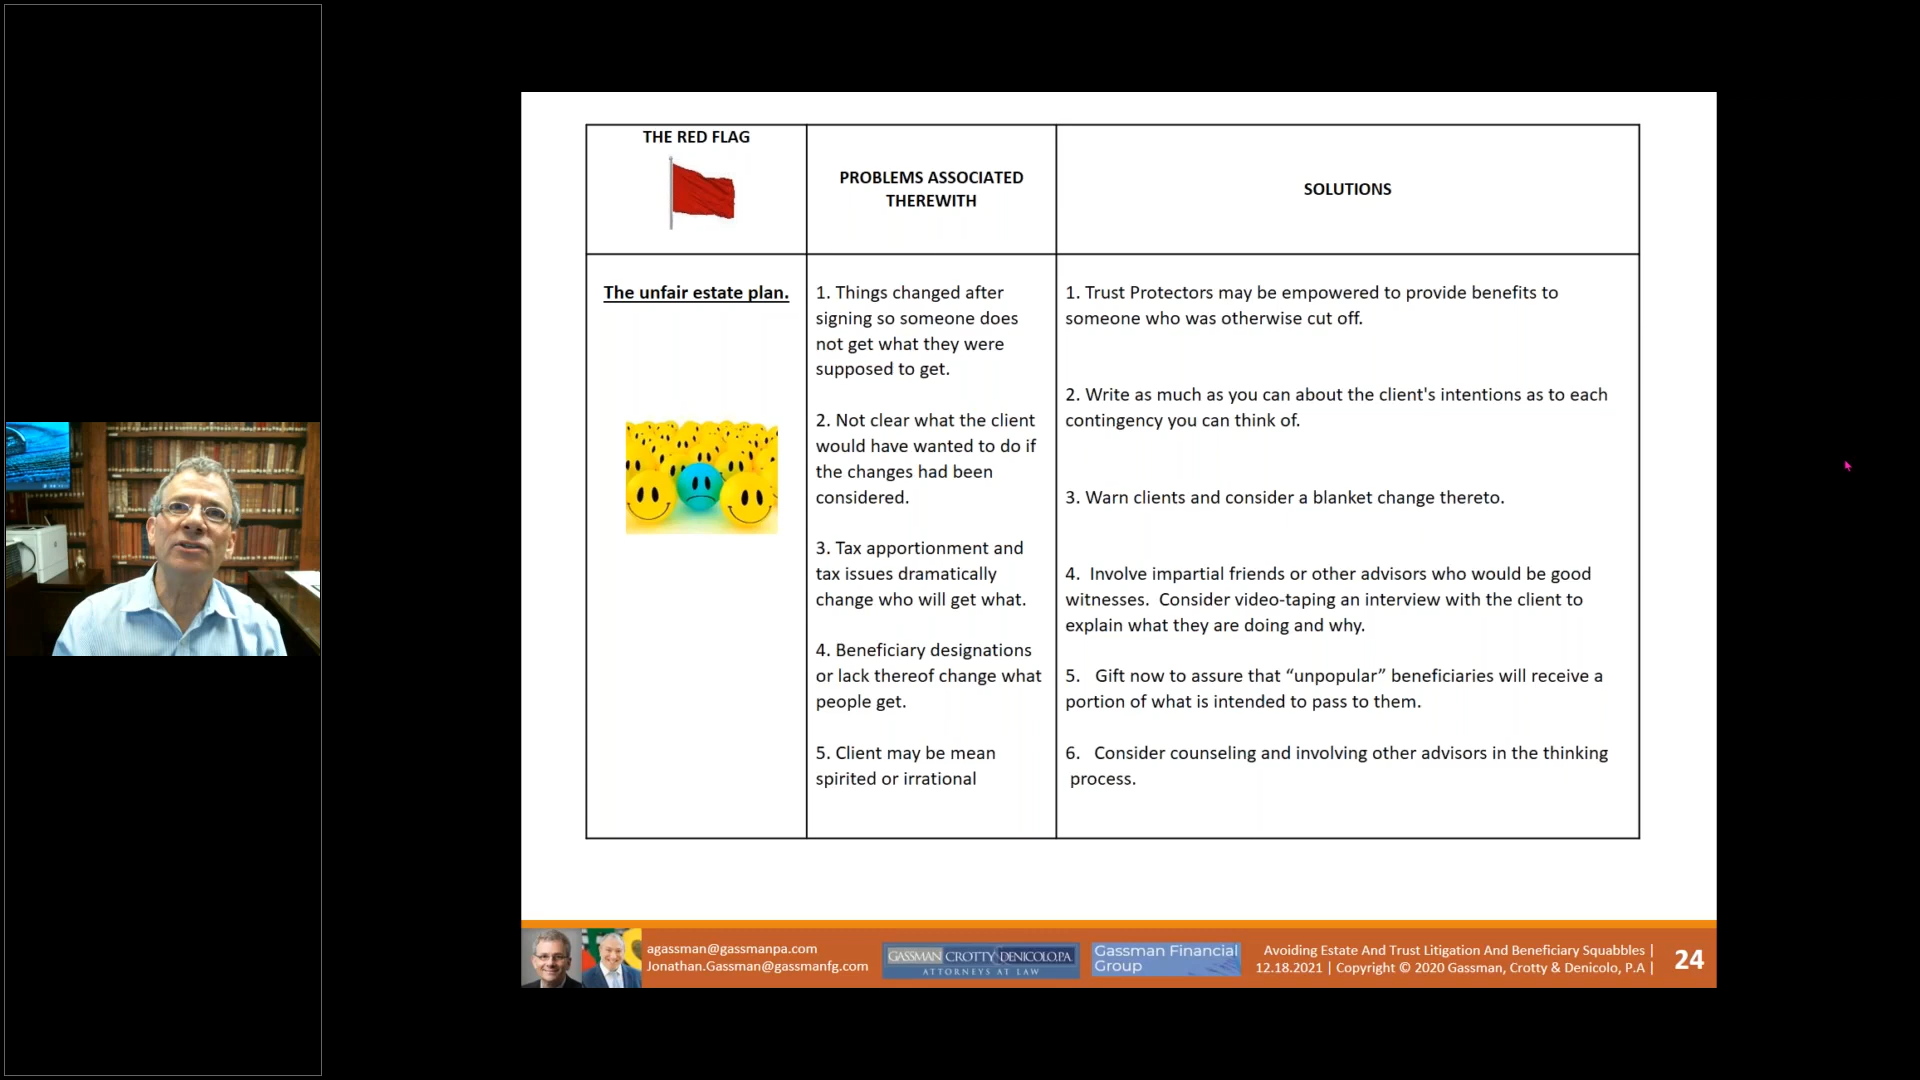 THE RED FLAG
PROBLEMS ASSOCIATED
THEREWITH
SOLUTIONS
The unfair estate plan.
1. Things changed after
signing so someone does
not get what they were
supposed to get.
2. Not clear what the client
would have wanted to do if
the changes had been
considered.
3. Tax apportionment and
tax issues dramatically
change who will get what.
4. Beneficiary designations
or lack thereof change what
people get.
5. Client may be mean
spirited or irrational
1. Trust Protectors may be empowered to provide benefits to
someone who was otherwise cut off.
2. Write as much as you can about the client's intentions as to each
contingency you can think of.
3. Warn clients and consider a blanket change thereto.
4. Involve impartial friends or other advisors who would be good
witnesses. Consider video-taping an interview with the client to
explain what they are doing and why.
5. Gift now to assure that “unpopular” beneficiaries will receive a
portion of what is intended to pass to them.
6. Consider counseling and involving other advisors in the thinking
process.
agassman@gassmanpa.com
Jonathan.Gassman@gassmanfg.com
GASSMAN CROTTY DENICOLO, P.A.
ATTORNEYS AT LAW
Gassman Financial
Group
Avoiding Estate And Trust Litigation And Beneficiary Squabbles |
12.18.2021 | Copyright © 2020 Gassman, Crotty & Denicolo, P.A |
24